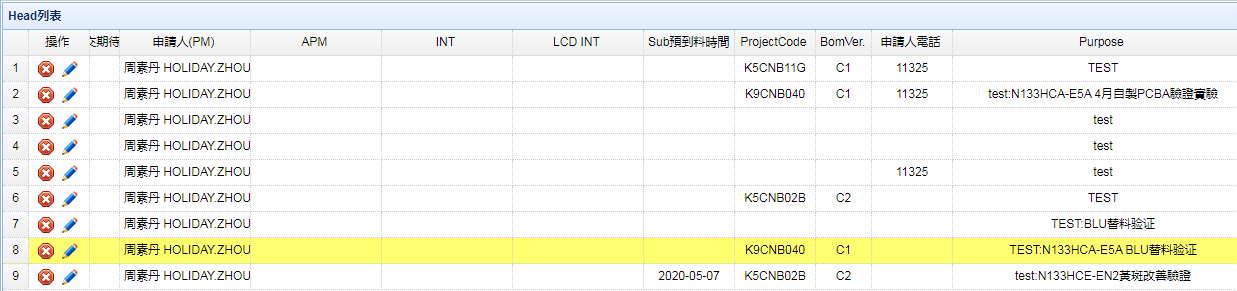 Head列表
操作 交期待 申請人(PM) APM INT LCD INT Sub預到料時間 ProjectCode BomVer. 申請人電話 Purpose
1 周素丹 HOLIDAY.ZHOU K5CNB11G C1 11325 TEST
2 周素丹 HOLIDAY.ZHOU K9CNB040 C1 11325 test:N133HCA-E5A 4月自製PCBA驗證實驗
3 周素丹 HOLIDAY.ZHOU test
4 周素丹 HOLIDAY.ZHOU test
5 周素丹 HOLIDAY.ZHOU 11325 test
6 周素丹 HOLIDAY.ZHOU K5CNB02B C2 TEST
7 周素丹 HOLIDAY.ZHOU TEST:BLU替料验证
8 周素丹 HOLIDAY.ZHOU K9CNB040 C1 TEST:N133HCA-E5A BLU替料验证
9 周素丹 HOLIDAY.ZHOU 2020-05-07 K5CNB02B C2 test:N133HCE-EN2黃斑改善驗證